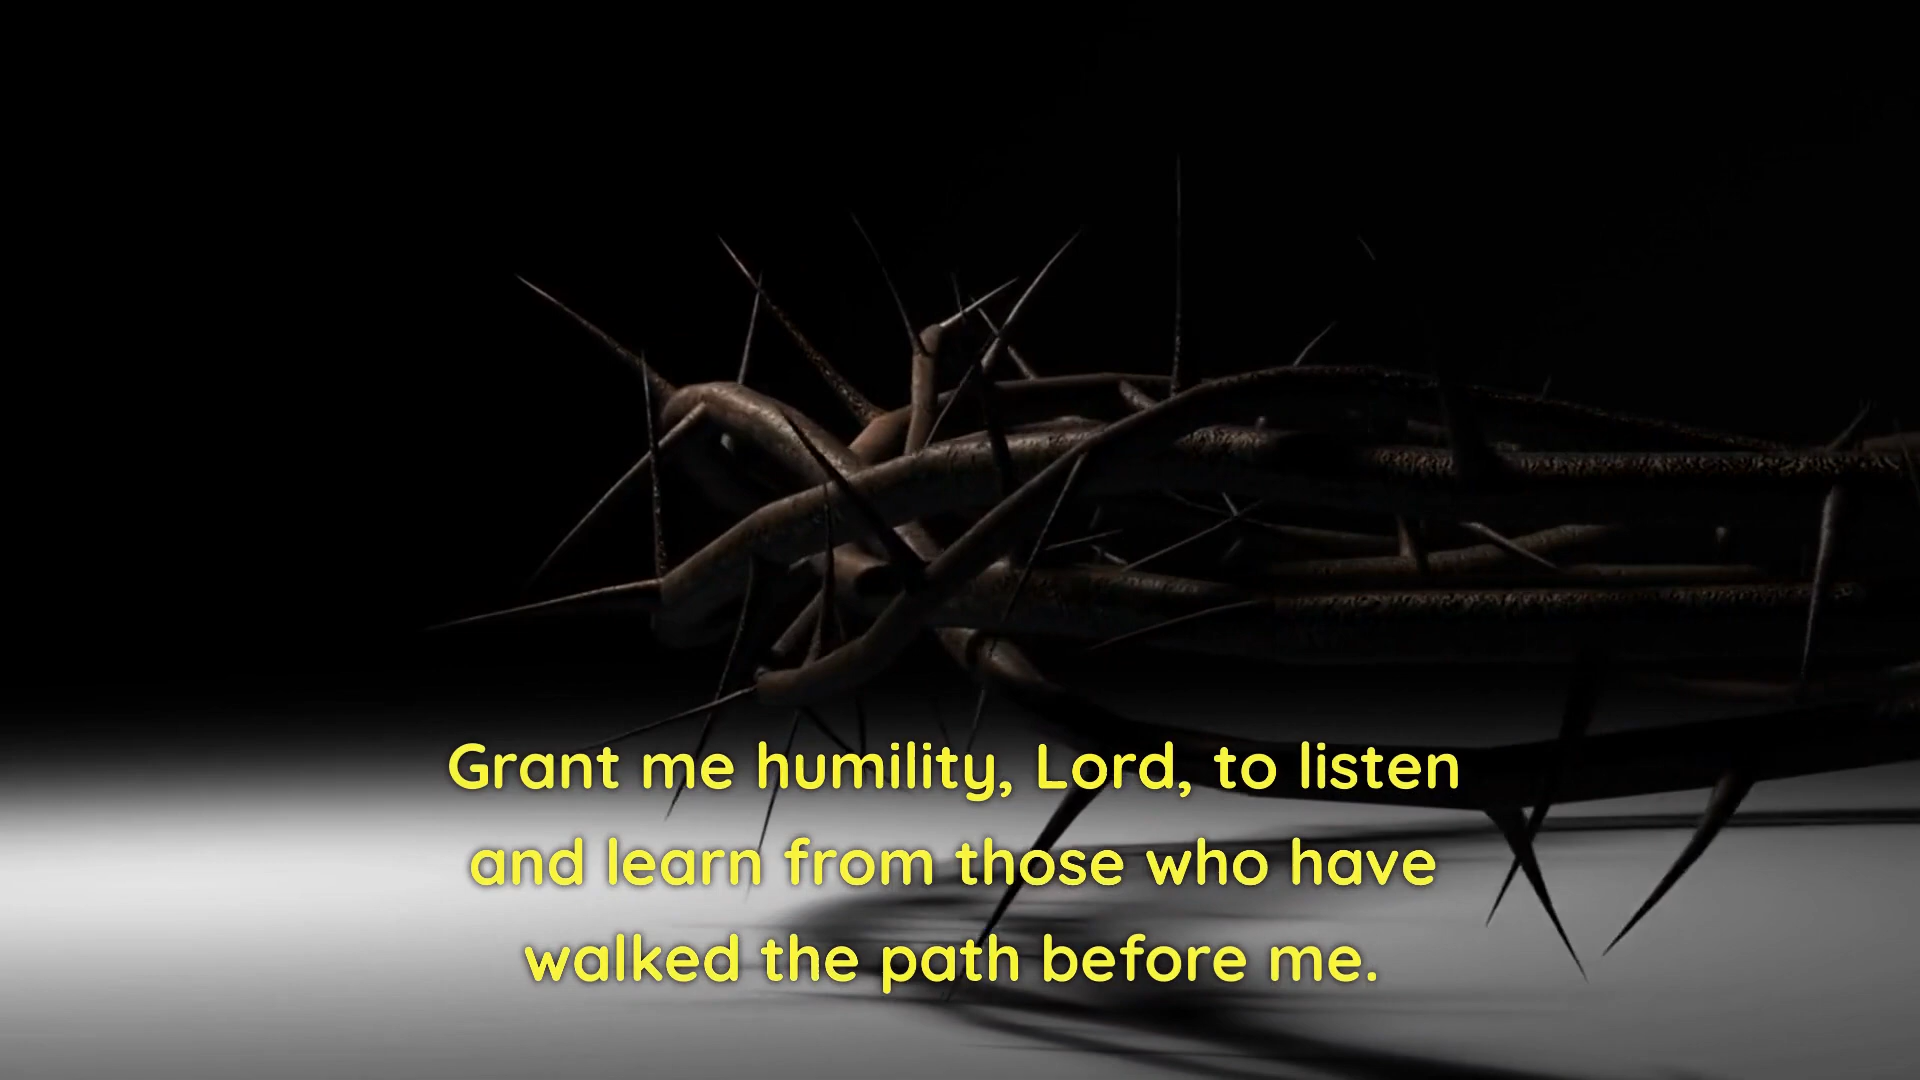 Grant me humility, Lord, to listen
and learn from those who have
walked the path before me.